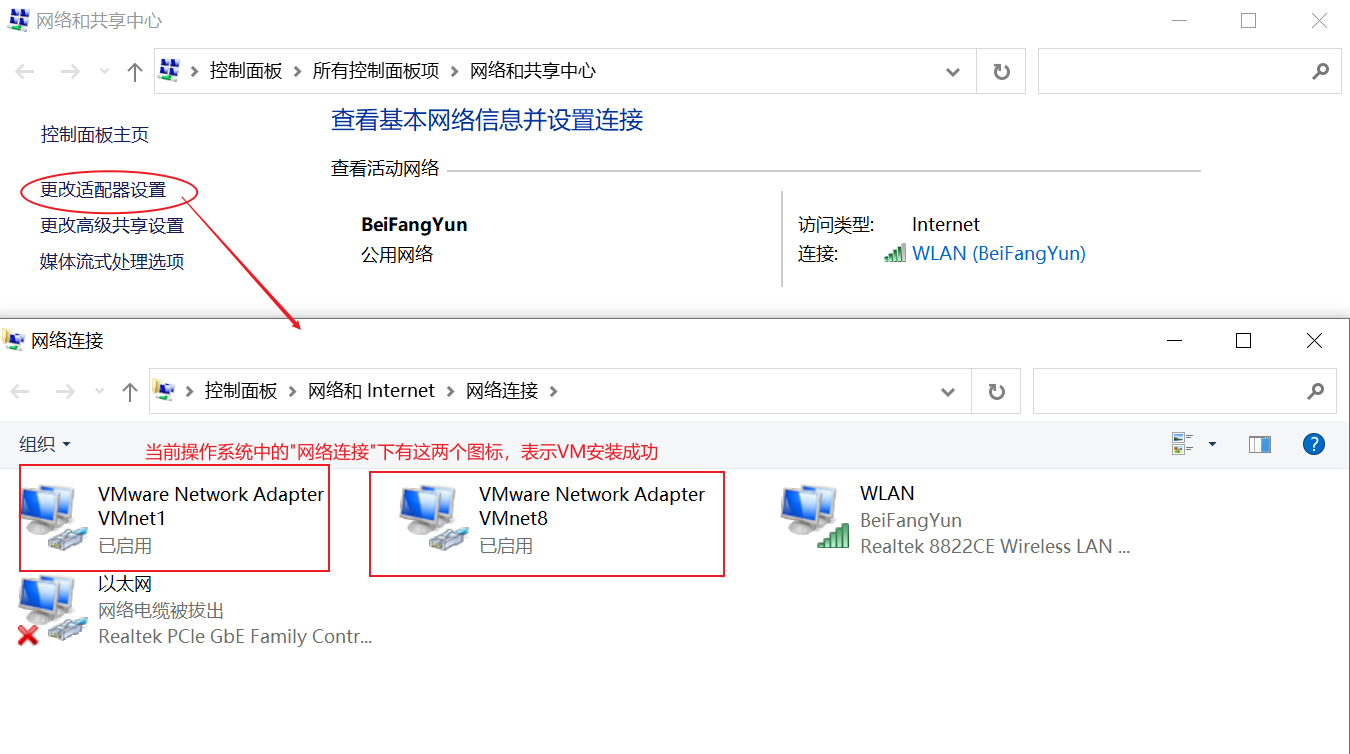 网络和共享中心
控制面板 > 所有控制面板项 > 网络和共享中心
控制面板主页
更改适配器设置
更改高级共享设置
媒体流式处理选项
查看基本网络信息并设置连接
查看活动网络
BeiFangYun
公用网络
访问类型: Internet
连接: WLAN (BeiFangYun)
网络连接
控制面板 > 网络和 Internet > 网络连接 >
组织
当前操作系统中的"网络连接"下有这两个图标，表示VM安装成功
VMware Network Adapter
VMnet1
已启用
VMware Network Adapter
VMnet8
已启用
WLAN
BeiFangYun
Realtek 8822CE Wireless LAN ...
以太网
网络电缆被拔出
Realtek PCIe GbE Family Contr...